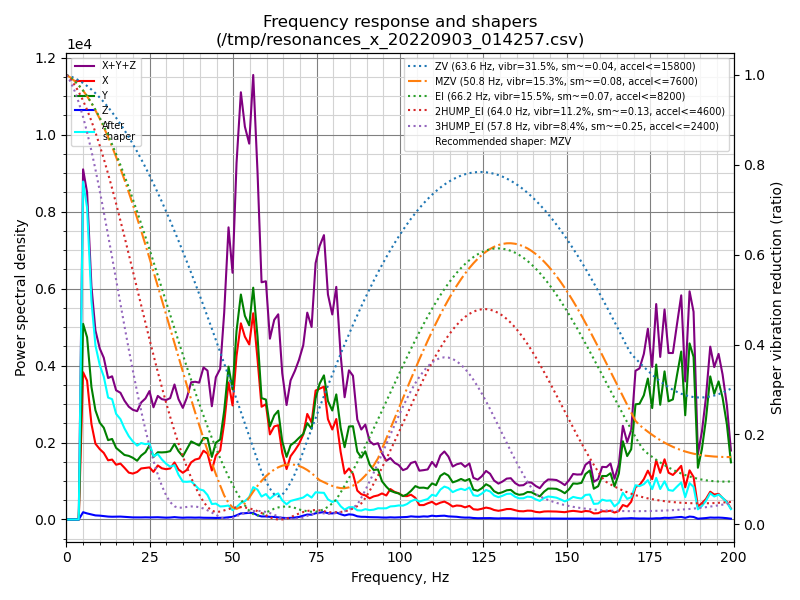 Frequency response and shapers
(/tmp/resonances_x_20220903_014257.csv)
1e4
X+Y+Z
X
Y
Z
After
shaper
ZV (63.6 Hz, vibr=31.5%, sm~=0.04, accel<=15800)
MZV (50.8 Hz, vibr=15.3%, sm~=0.08, accel<=7600)
EI (66.2 Hz, vibr=15.5%, sm~=0.07, accel<=8200)
2HUMP_EI (64.0 Hz, vibr=11.2%, sm~=0.13, accel<=4600)
3HUMP_EI (57.8 Hz, vibr=8.4%, sm~=0.25, accel<=2400)
Recommended shaper: MZV
1.2
1.0
0.8
0.6
0.4
0.2
0.0
Power spectral density
1.0
0.8
0.6
0.4
0.2
0.0
Shaper vibration reduction (ratio)
0 25 50 75 100 125 150 175 200
Frequency, Hz